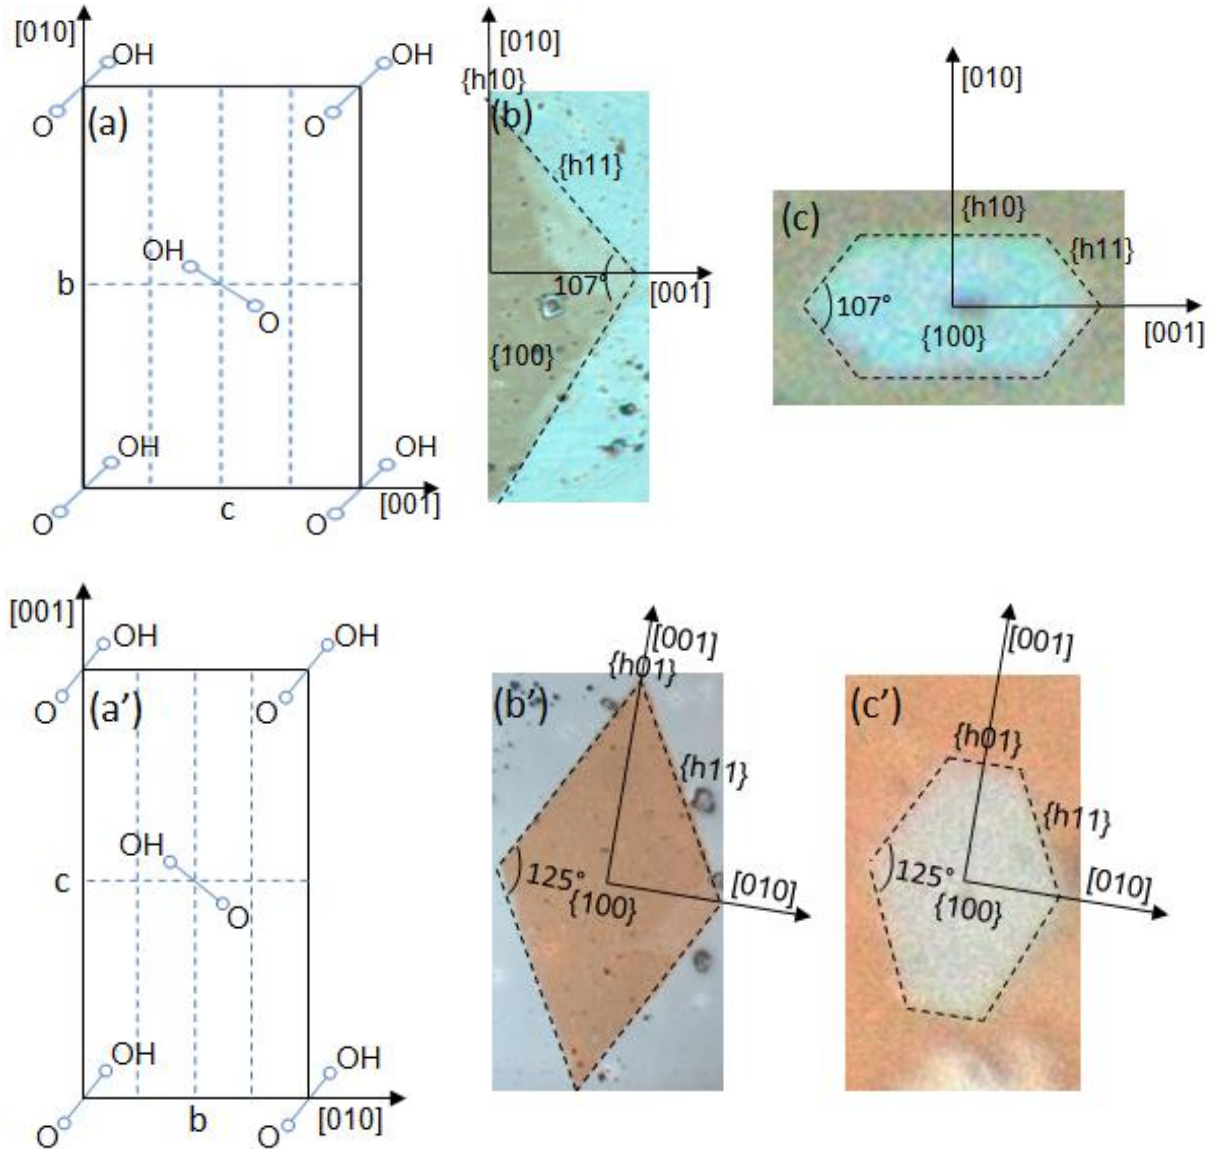 [010]
OH
OH
O
(a)
O
OH
b
O
OH
OH
O
c
O
[001]
[010]
{h10}
(b)
{h11}
107°
[001]
{100}
[010]
(c)
{h10}
{h11}
107°
{100}
[001]
[001]
OH
OH
O
(a′)
O
OH
c
O
OH
OH
O
b
O
[010]
[001]
{h01}
(b′)
{h11}
125°
{100}
[010]
[001]
(c′)
{h01}
{h11}
125°
{100}
[010]